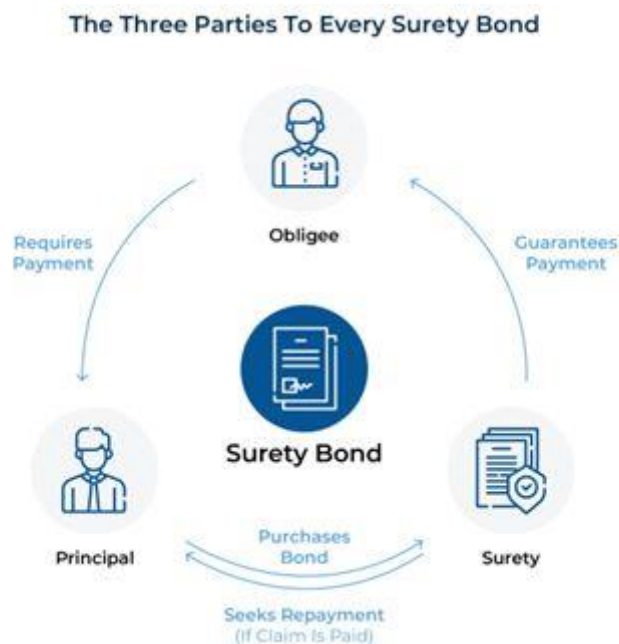 The Three Parties To Every Surety Bond
Obligee
Requires
Payment
Guarantees
Payment
Surety Bond
Principal
Purchases
Bond
Surety
Seeks Repayment
(If Claim Is Paid)